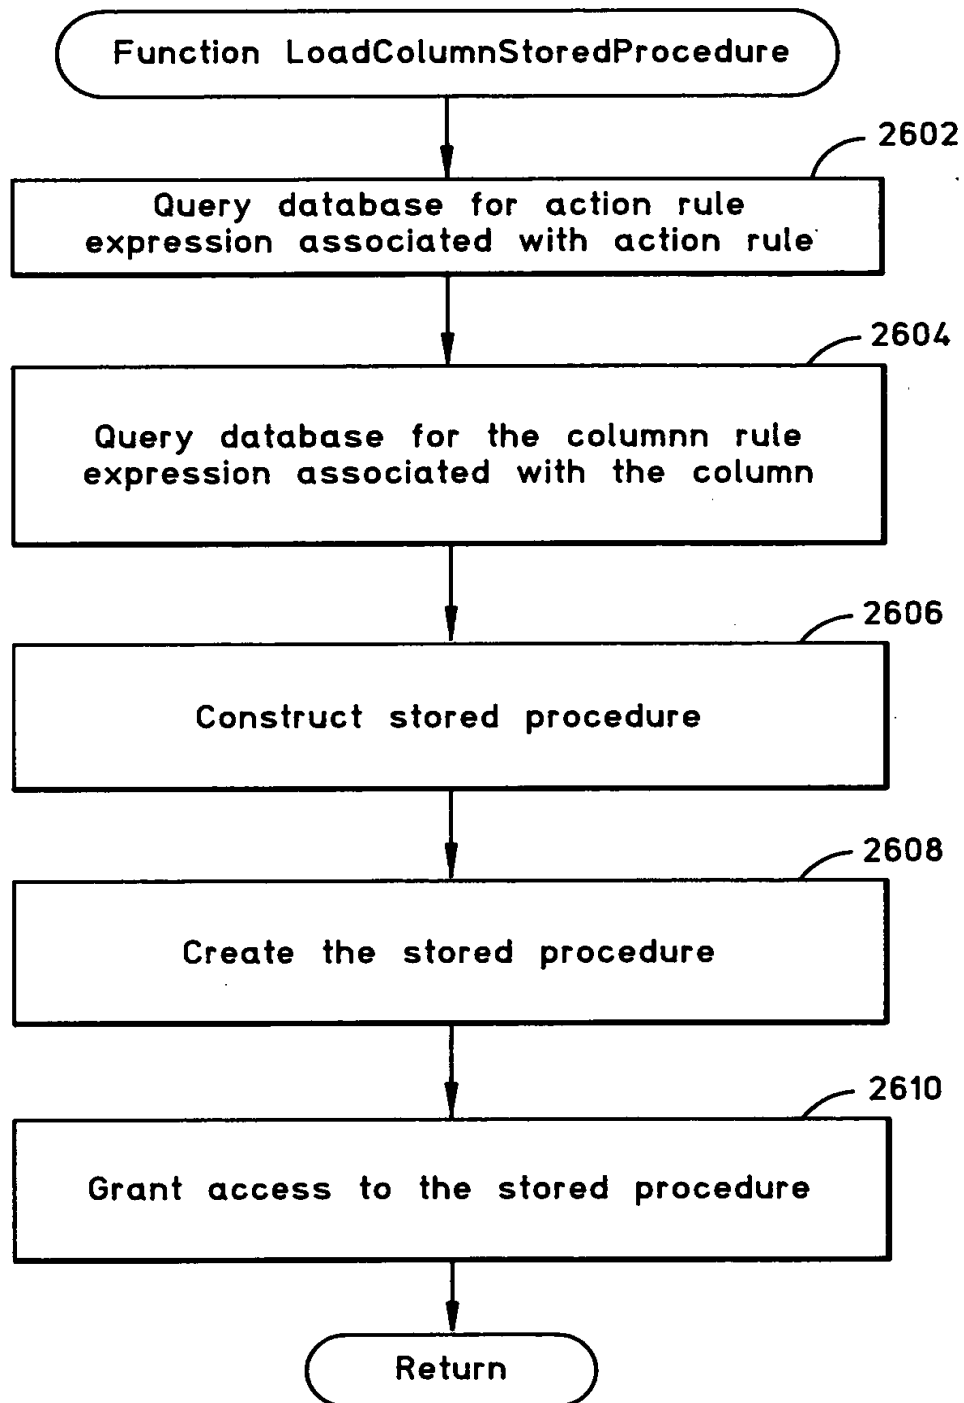 Function LoadColumnStoredProcedure
2602
Query database for action rule
expression associated with action rule
2604
Query database for the columnn rule
expression associated with the column
2606
Construct stored procedure
2608
Create the stored procedure
2610
Grant access to the stored procedure
Return